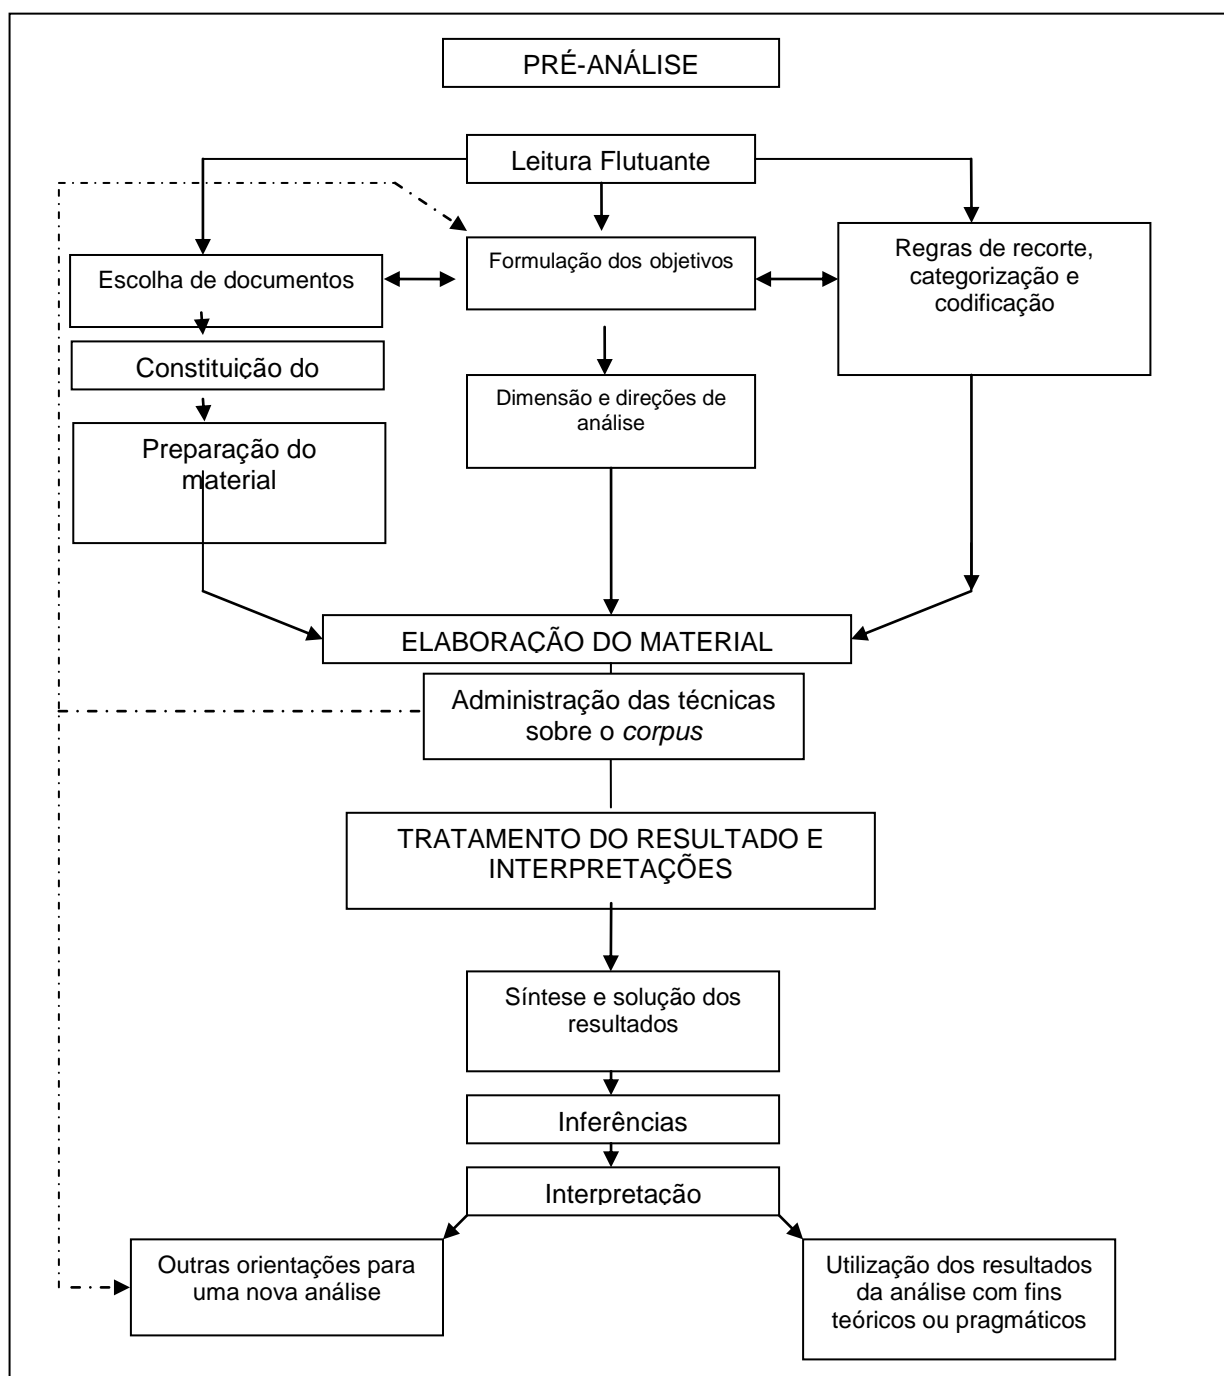 PRÉ-ANÁLISE
Leitura Flutuante
Escolha de documentos
Formulação dos objetivos
Regras de recorte,
categorização e
codificação
Constituição do
Dimensão e direções de
análise
Preparação do
material
ELABORAÇÃO DO MATERIAL
Administração das técnicas
sobre o corpus
TRATAMENTO DO RESULTADO E
INTERPRETAÇÕES
Síntese e solução dos
resultados
Inferências
Interpretação
Outras orientações para
uma nova análise
Utilização dos resultados
da análise com fins
teóricos ou pragmáticos